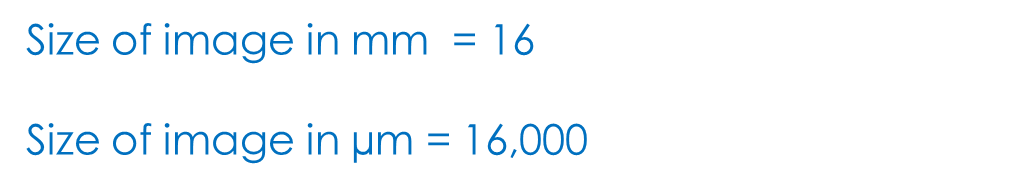 Size of image in mm  = 16
Size of image in µm = 16,000